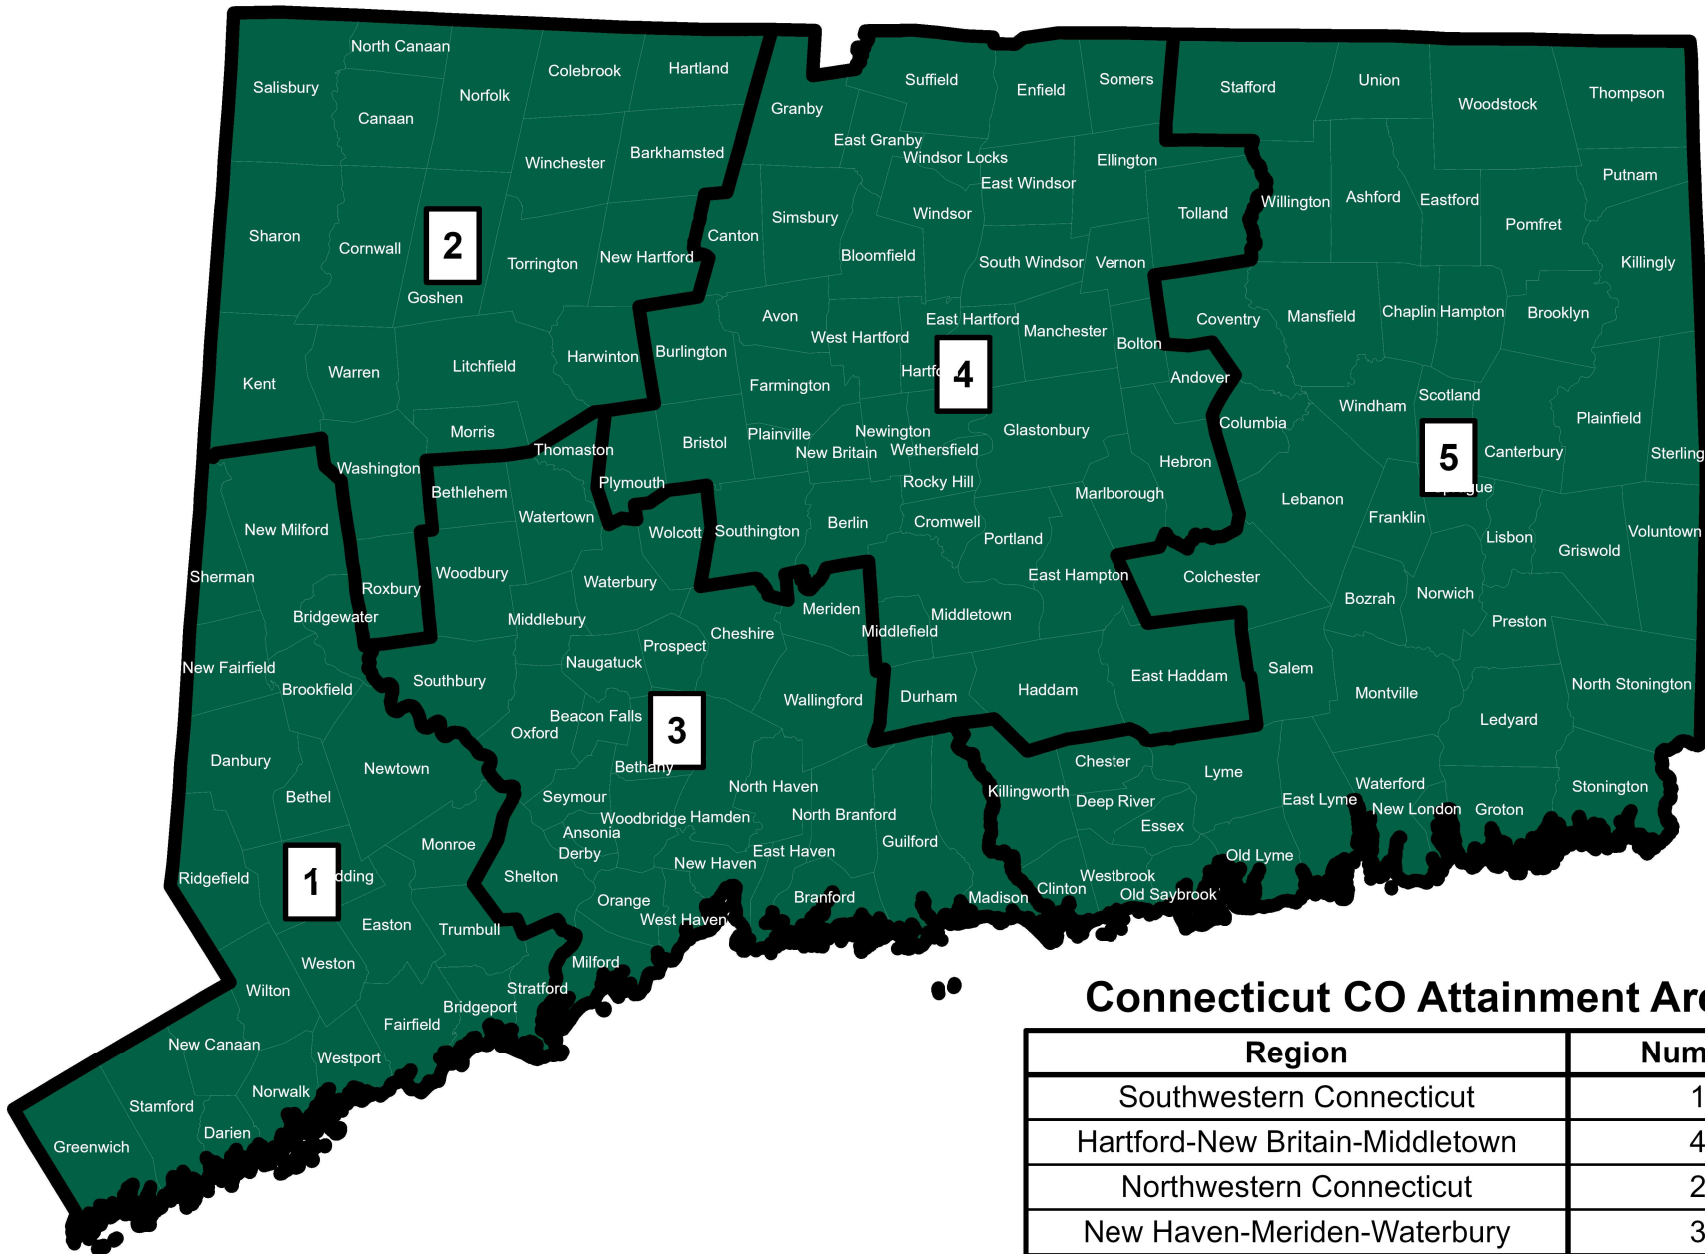 North Canaan
Colebrook
Hartland
Salisbury
Norfolk
Canaan
Winchester
Barkhamsted
Sharon
Cornwall
2
Torrington
New Hartford
Goshen
Kent
Warren
Litchfield
Harwinton
Morris
Washington
Thomaston
Suffield
Enfield
Somers
Granby
East Granby
Windsor Locks
Ellington
East Windsor
Simsbury
Windsor
Tolland
Canton
Bloomfield
South Windsor
Vernon
Avon
East Hartford
West Hartford
Manchester
Bolton
Burlington
4
Farmington
Andover
Bristol
Plainville
Newington
Glastonbury
New Britain
Wethersfield
Hebron
Plymouth
Rocky Hill
Marlborough
Southington
Berlin
Cromwell
Portland
East Hampton
Middletown
Middlefield
Durham
Haddam
East Haddam
Stafford
Union
Woodstock
Thompson
Putnam
Willington
Ashford
Eastford
Pomfret
Killingly
Coventry
Mansfield
Chaplin
Hampton
Brooklyn
Scotland
Windham
Plainfield
Columbia
5
Canterbury
Sterling
Lebanon
Franklin
Lisbon
Voluntown
Griswold
Colchester
Bozrah
Norwich
Preston
Salem
Montville
North Stonington
Ledyard
Chester
Lyme
Killingworth
Deep River
Waterford
Stonington
East Lyme
New London
Groton
Essex
Old Lyme
Westbrook
Clinton
Old Saybrook
Bethlehem
Watertown
Wolcott
Woodbury
Waterbury
Meriden
Middlebury
Cheshire
Prospect
Naugatuck
Southbury
Wallingford
Beacon Falls
3
Oxford
Bethany
North Haven
Seymour
Woodbridge
Hamden
North Branford
Ansonia
Guilford
Derby
East Haven
New Haven
Shelton
Orange
Branford
Madison
West Haven
Milford
New Milford
Sherman
Roxbury
Bridgewater
New Fairfield
Brookfield
Danbury
Newtown
Bethel
Monroe
Ridgefield
1
Easton
Trumbull
Weston
Wilton
Stratford
Bridgeport
Fairfield
New Canaan
Westport
Norwalk
Stamford
Darien
Greenwich
Connecticut CO Attainment
Region
Southwestern Connecticut 1
Hartford-New Britain-Middletown 4
Northwestern Connecticut 2
New Haven-Meriden-Waterbury 3